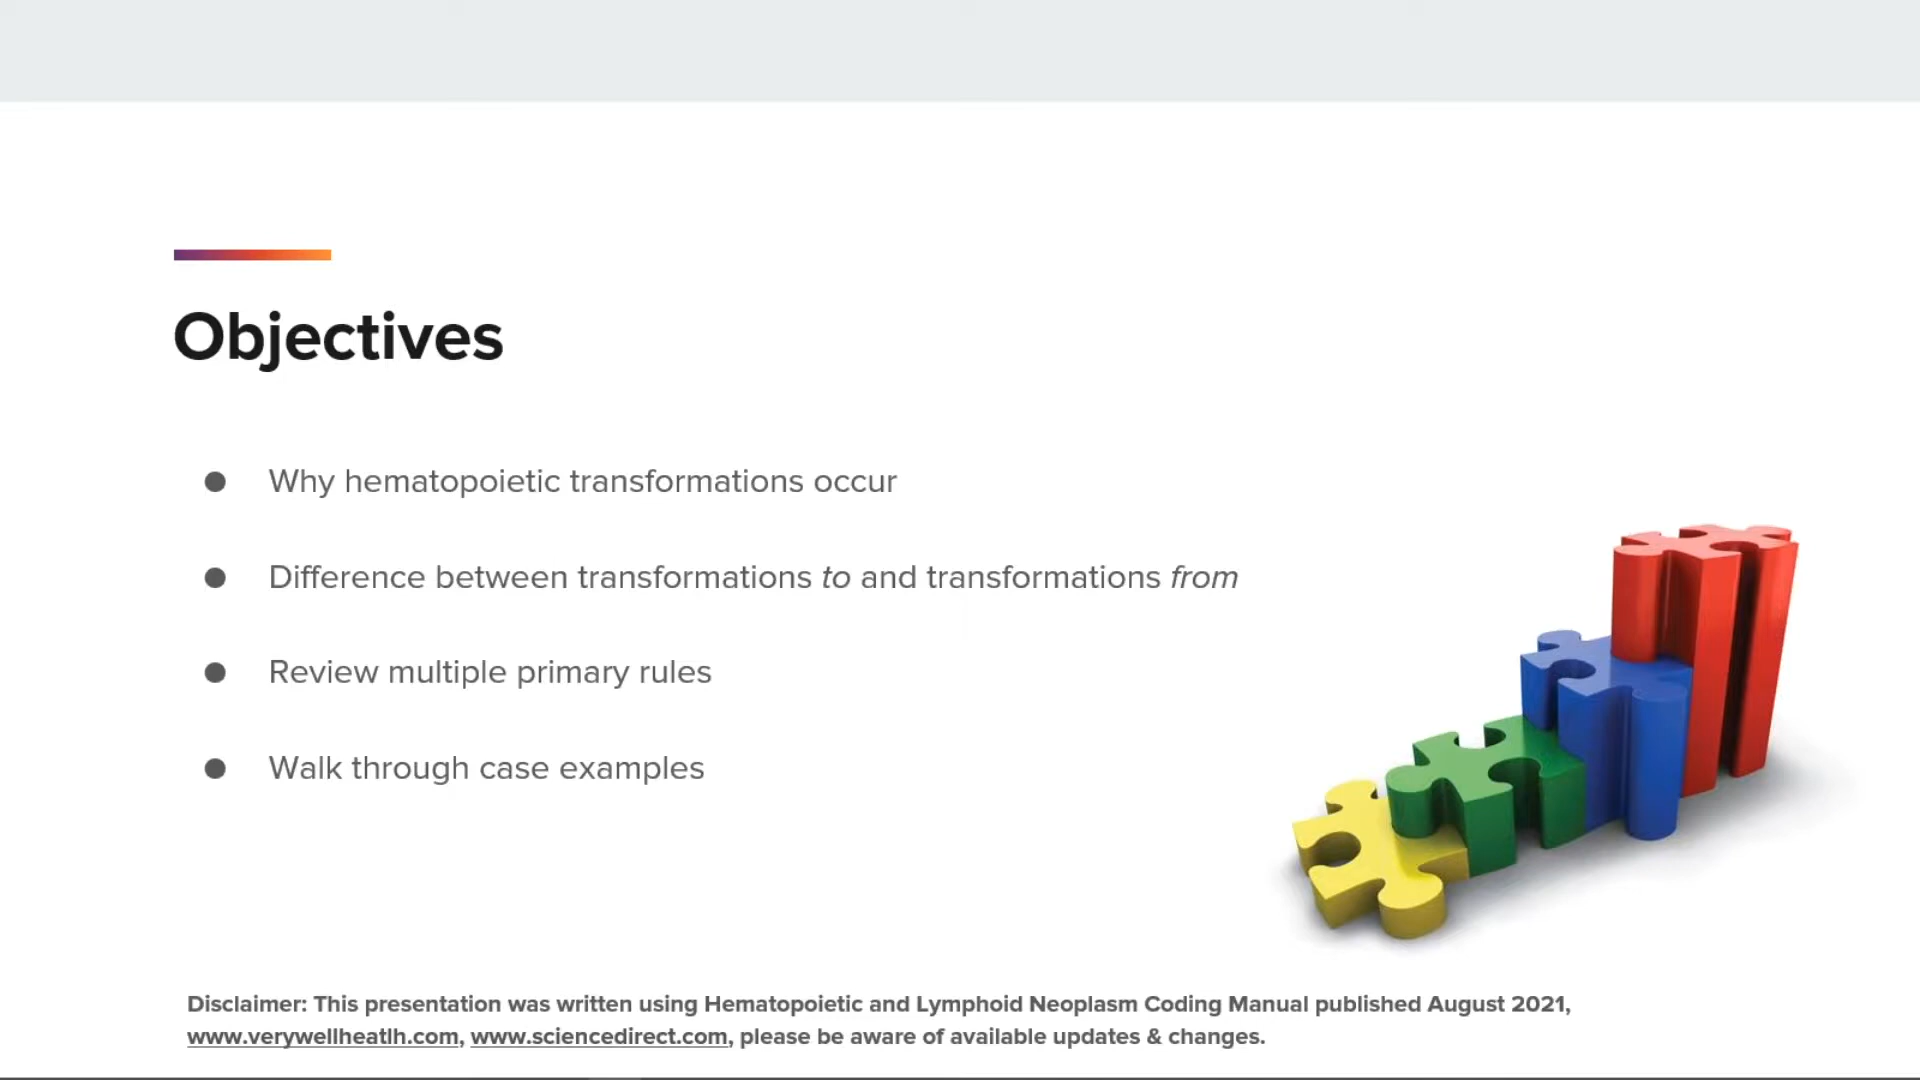 Objectives
● Why hematopoietic transformations occur
● Difference between transformations to and transformations from
● Review multiple primary rules
● Walk through case examples
Disclaimer: This presentation was written using Hematopoietic and Lymphoid Neoplasm Coding Manual published August 2021,
www.verywellheatlh.com, www.sciencedirect.com, please be aware of available updates & changes.